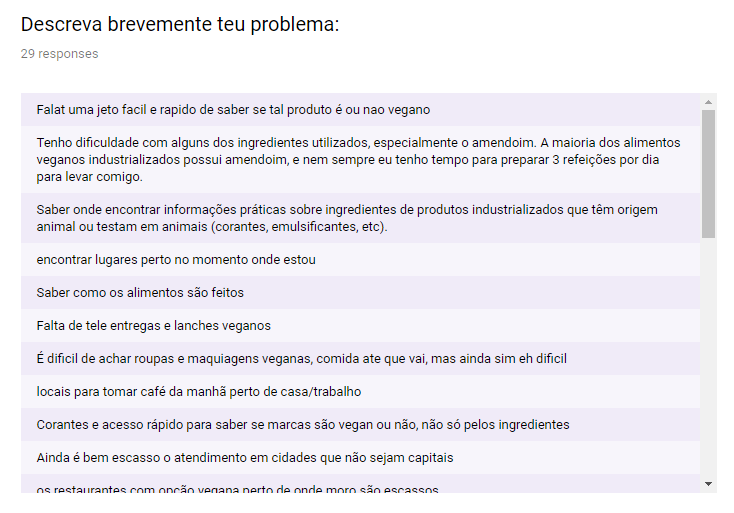 Descreva brevemente teu problema:
29 responses
Falat uma jeto facil e rapido de saber se tal produto é ou nao vegano
Tenho dificuldade com alguns dos ingredientes utilizados, especialmente o amendoim. A maioria dos alimentos
veganos industrializados possui amendoim, e nem sempre eu tenho tempo para preparar 3 refeições por dia
para levar comigo.
Saber onde encontrar informações práticas sobre ingredientes de produtos industrializados que têm origem
animal ou testam em animais (corantes, emulsificantes, etc).
encontrar lugares perto no momento onde estou
Saber como os alimentos são feitos
Falta de tele entregas e lanches veganos
É dificil de achar roupas e maquiagens veganas, comida ate que vai, mas ainda sim eh dificil
locais para tomar café da manhã perto de casa/trabalho
Corantes e acesso rápido para saber se marcas são vegan ou não, não só pelos ingredientes
Ainda é bem escasso o atendimento em cidades que não sejam capitais
os restaurantes com opção vegana perto de onde moro são escassos